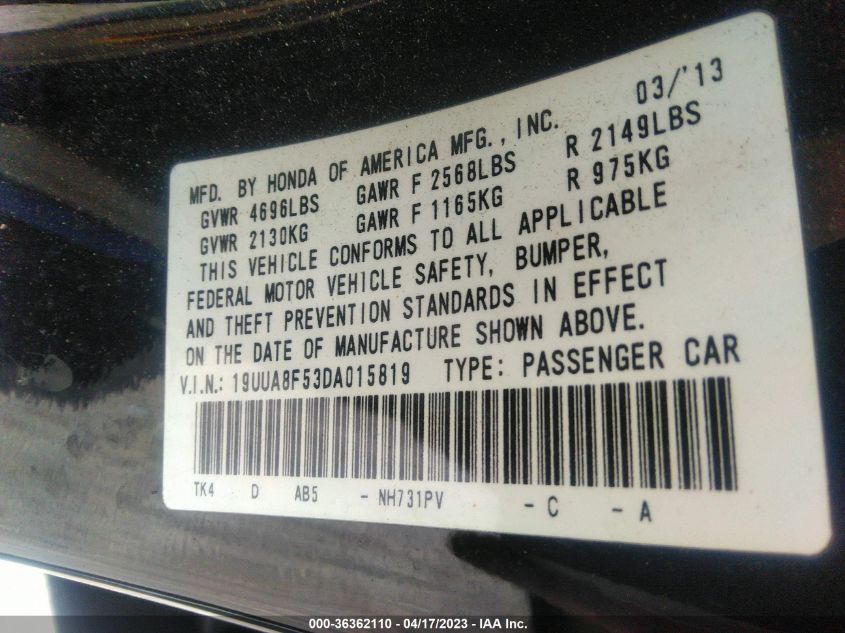 03/'13
MFD. BY HONDA OF AMERICA MFG., INC.
GVWR 4696LBS GAWR F 2568LBS R 2149LBS
GVWR 2130KG GAWR F 1165KG R 975KG
THIS VEHICLE CONFORMS TO ALL APPLICABLE
FEDERAL MOTOR VEHICLE SAFETY, BUMPER,
AND THEFT PREVENTION STANDARDS IN EFFECT
ON THE DATE OF MANUFACTURE SHOWN ABOVE.
V.I.N.: 19UUA8F53DA015819 TYPE: PASSENGER CAR
TK4 D AB5 - NH731PV - C - A
000-36362110 - 04/17/2023 - IAA Inc.